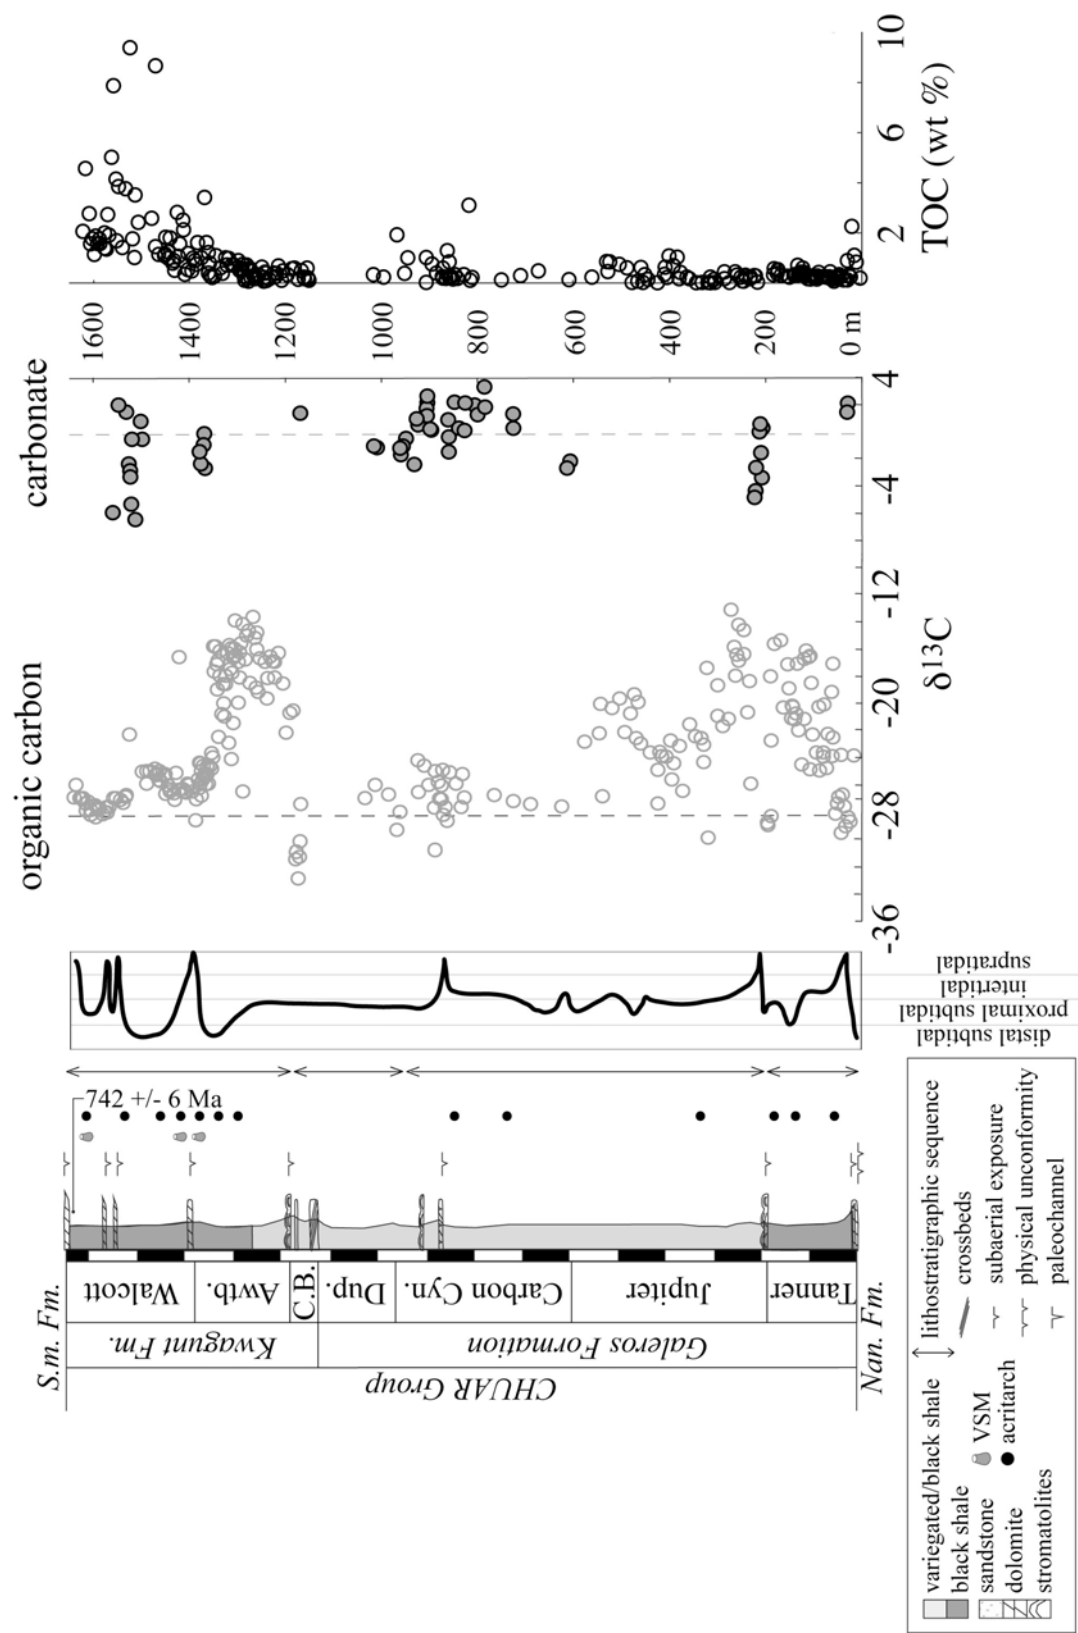 organic carbon
carbonate
S.m. Fm.
742 +/- 6 Ma
CHUAR Group
Kwagunt Fm.
Galeros Formation
Walcott
Awtb.
C.B.
Dup.
Carbon Cyn.
Jupiter
Tanner
Nan. Fm.
distal subtidal
proximal subtidal
intertidal
supratidal
1600
1400
1200
1000
800
600
400
200
0 m
-36
-28
-20
-12
-4
4
δ13C
2
6
10
TOC (wt %)
variegated/black shale
black shale
sandstone
dolomite
stromatolites
VSM
acritarch
lithostratigraphic sequence
crossbeds
subaerial exposure
physical unconformity
paleochannel